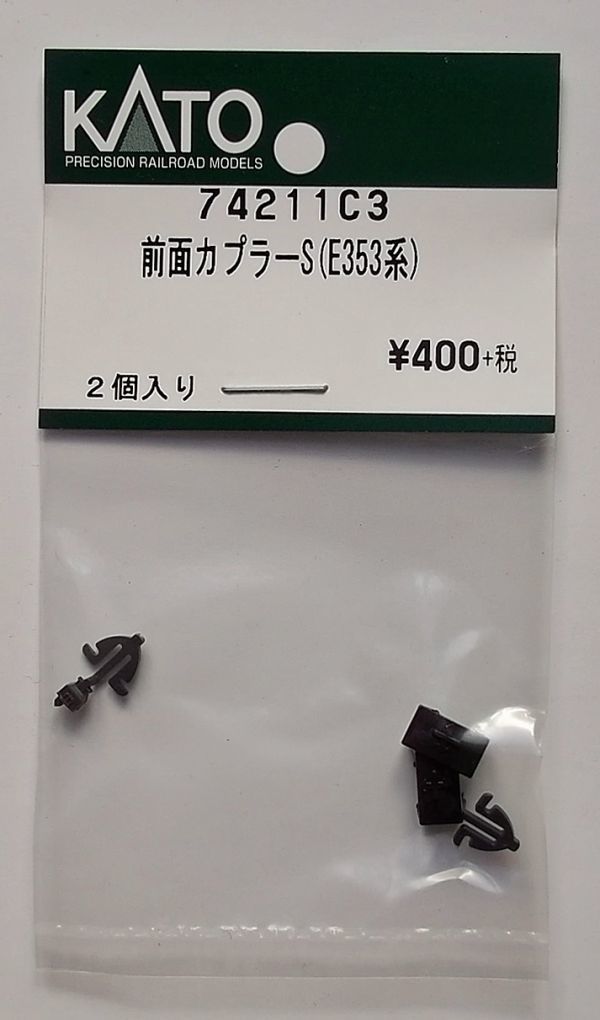 KATO
PRECISION RAILROAD MODELS
74211C3
前面カプラーS(E353系)
¥400+税
2個入り